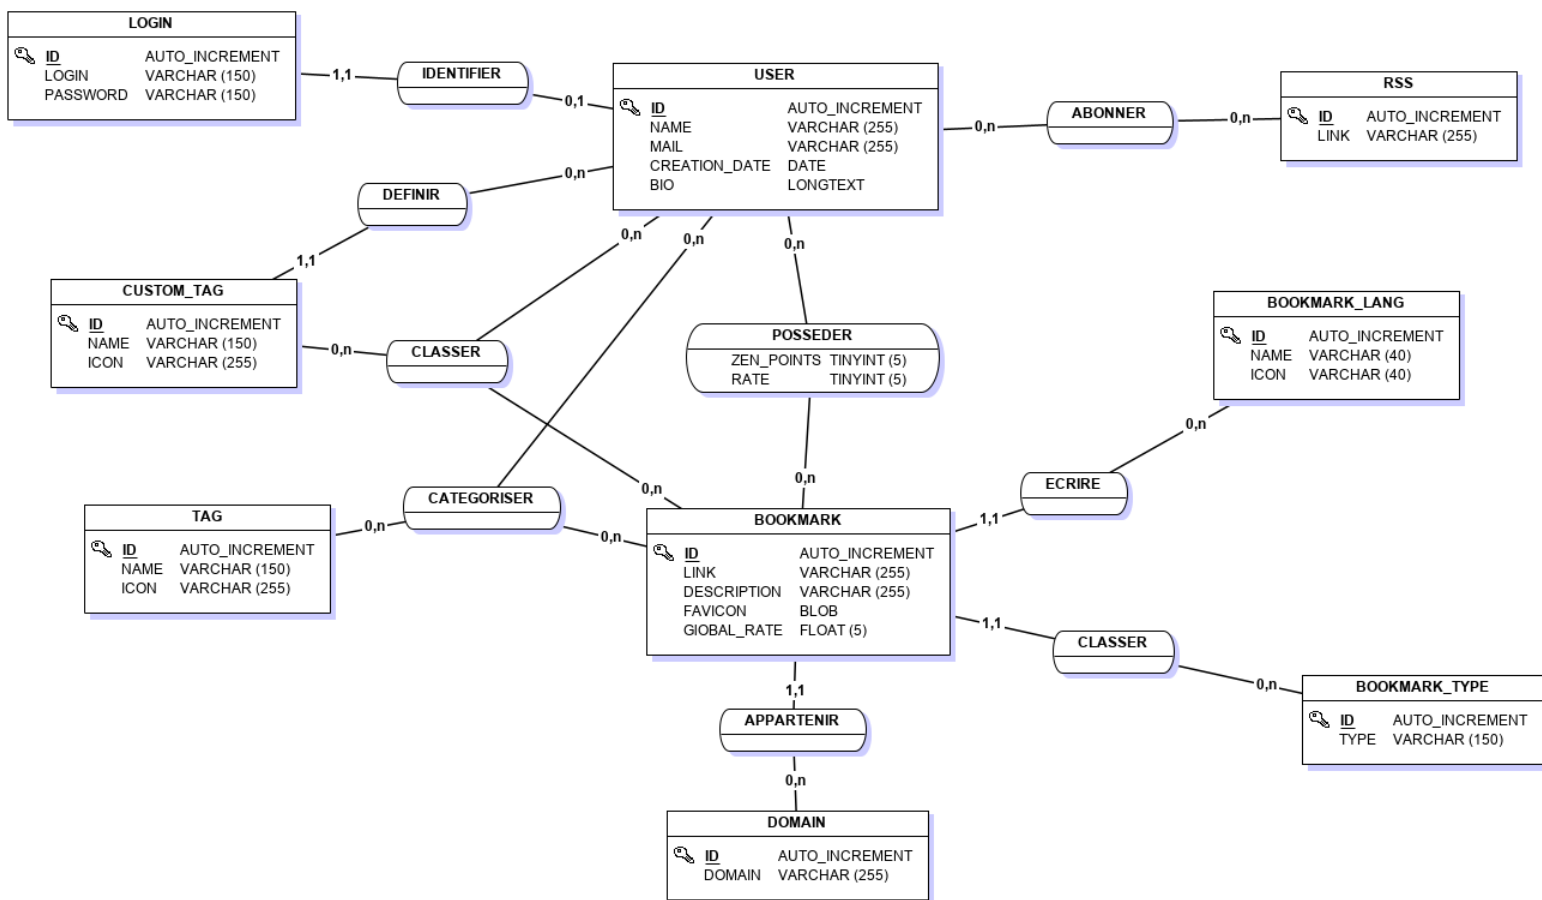 LOGIN
ID AUTO_INCREMENT
LOGIN VARCHAR (150)
PASSWORD VARCHAR (150)
1,1
IDENTIFIER
0,1
USER
ID AUTO_INCREMENT
NAME VARCHAR (255)
MAIL VARCHAR (255)
CREATION_DATE DATE
BIO LONGTEXT
0,n
ABONNER
0,n
RSS
ID AUTO_INCREMENT
LINK VARCHAR (255)
0,n
DEFINIR
1,1
0,n
0,n
0,n
CUSTOM_TAG
ID AUTO_INCREMENT
NAME VARCHAR (150)
ICON VARCHAR (255)
0,n
CLASSER
0,n
POSSEDER
ZEN_POINTS TINYINT (5)
RATE TINYINT (5)
0,n
BOOKMARK_LANG
ID AUTO_INCREMENT
NAME VARCHAR (40)
ICON VARCHAR (40)
0,n
ECRIRE
1,1
TAG
ID AUTO_INCREMENT
NAME VARCHAR (150)
ICON VARCHAR (255)
0,n
CATEGORISER
0,n
BOOKMARK
ID AUTO_INCREMENT
LINK VARCHAR (255)
DESCRIPTION VARCHAR (255)
FAVICON BLOB
GIOBAL_RATE FLOAT (5)
1,1
CLASSER
0,n
BOOKMARK_TYPE
ID AUTO_INCREMENT
TYPE VARCHAR (150)
1,1
APPARTENIR
0,n
DOMAIN
ID AUTO_INCREMENT
DOMAIN VARCHAR (255)